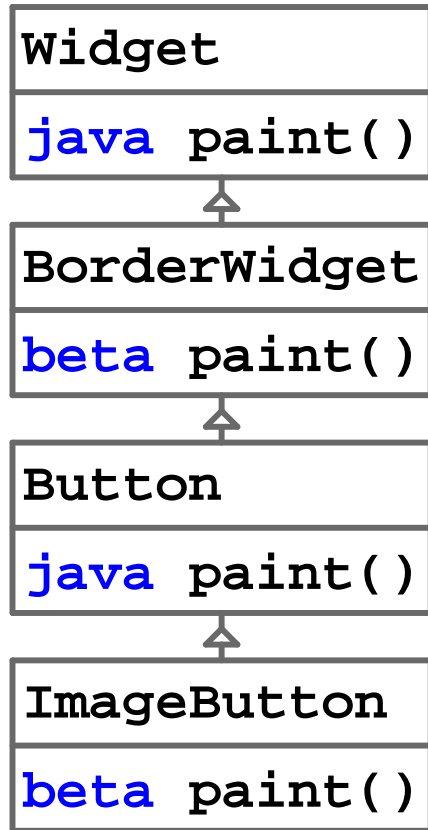 Widget
java paint()
BorderWidget
beta paint()
Button
java paint()
ImageButton
beta paint()